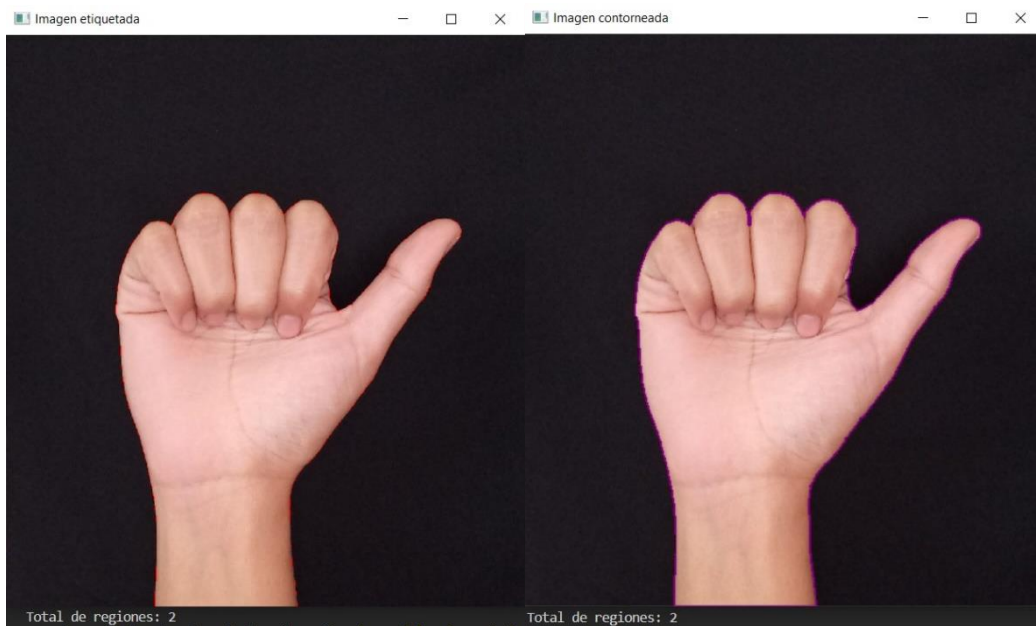 Imagen etiquetada
Imagen contorneada
Total de regiones: 2
Total de regiones: 2